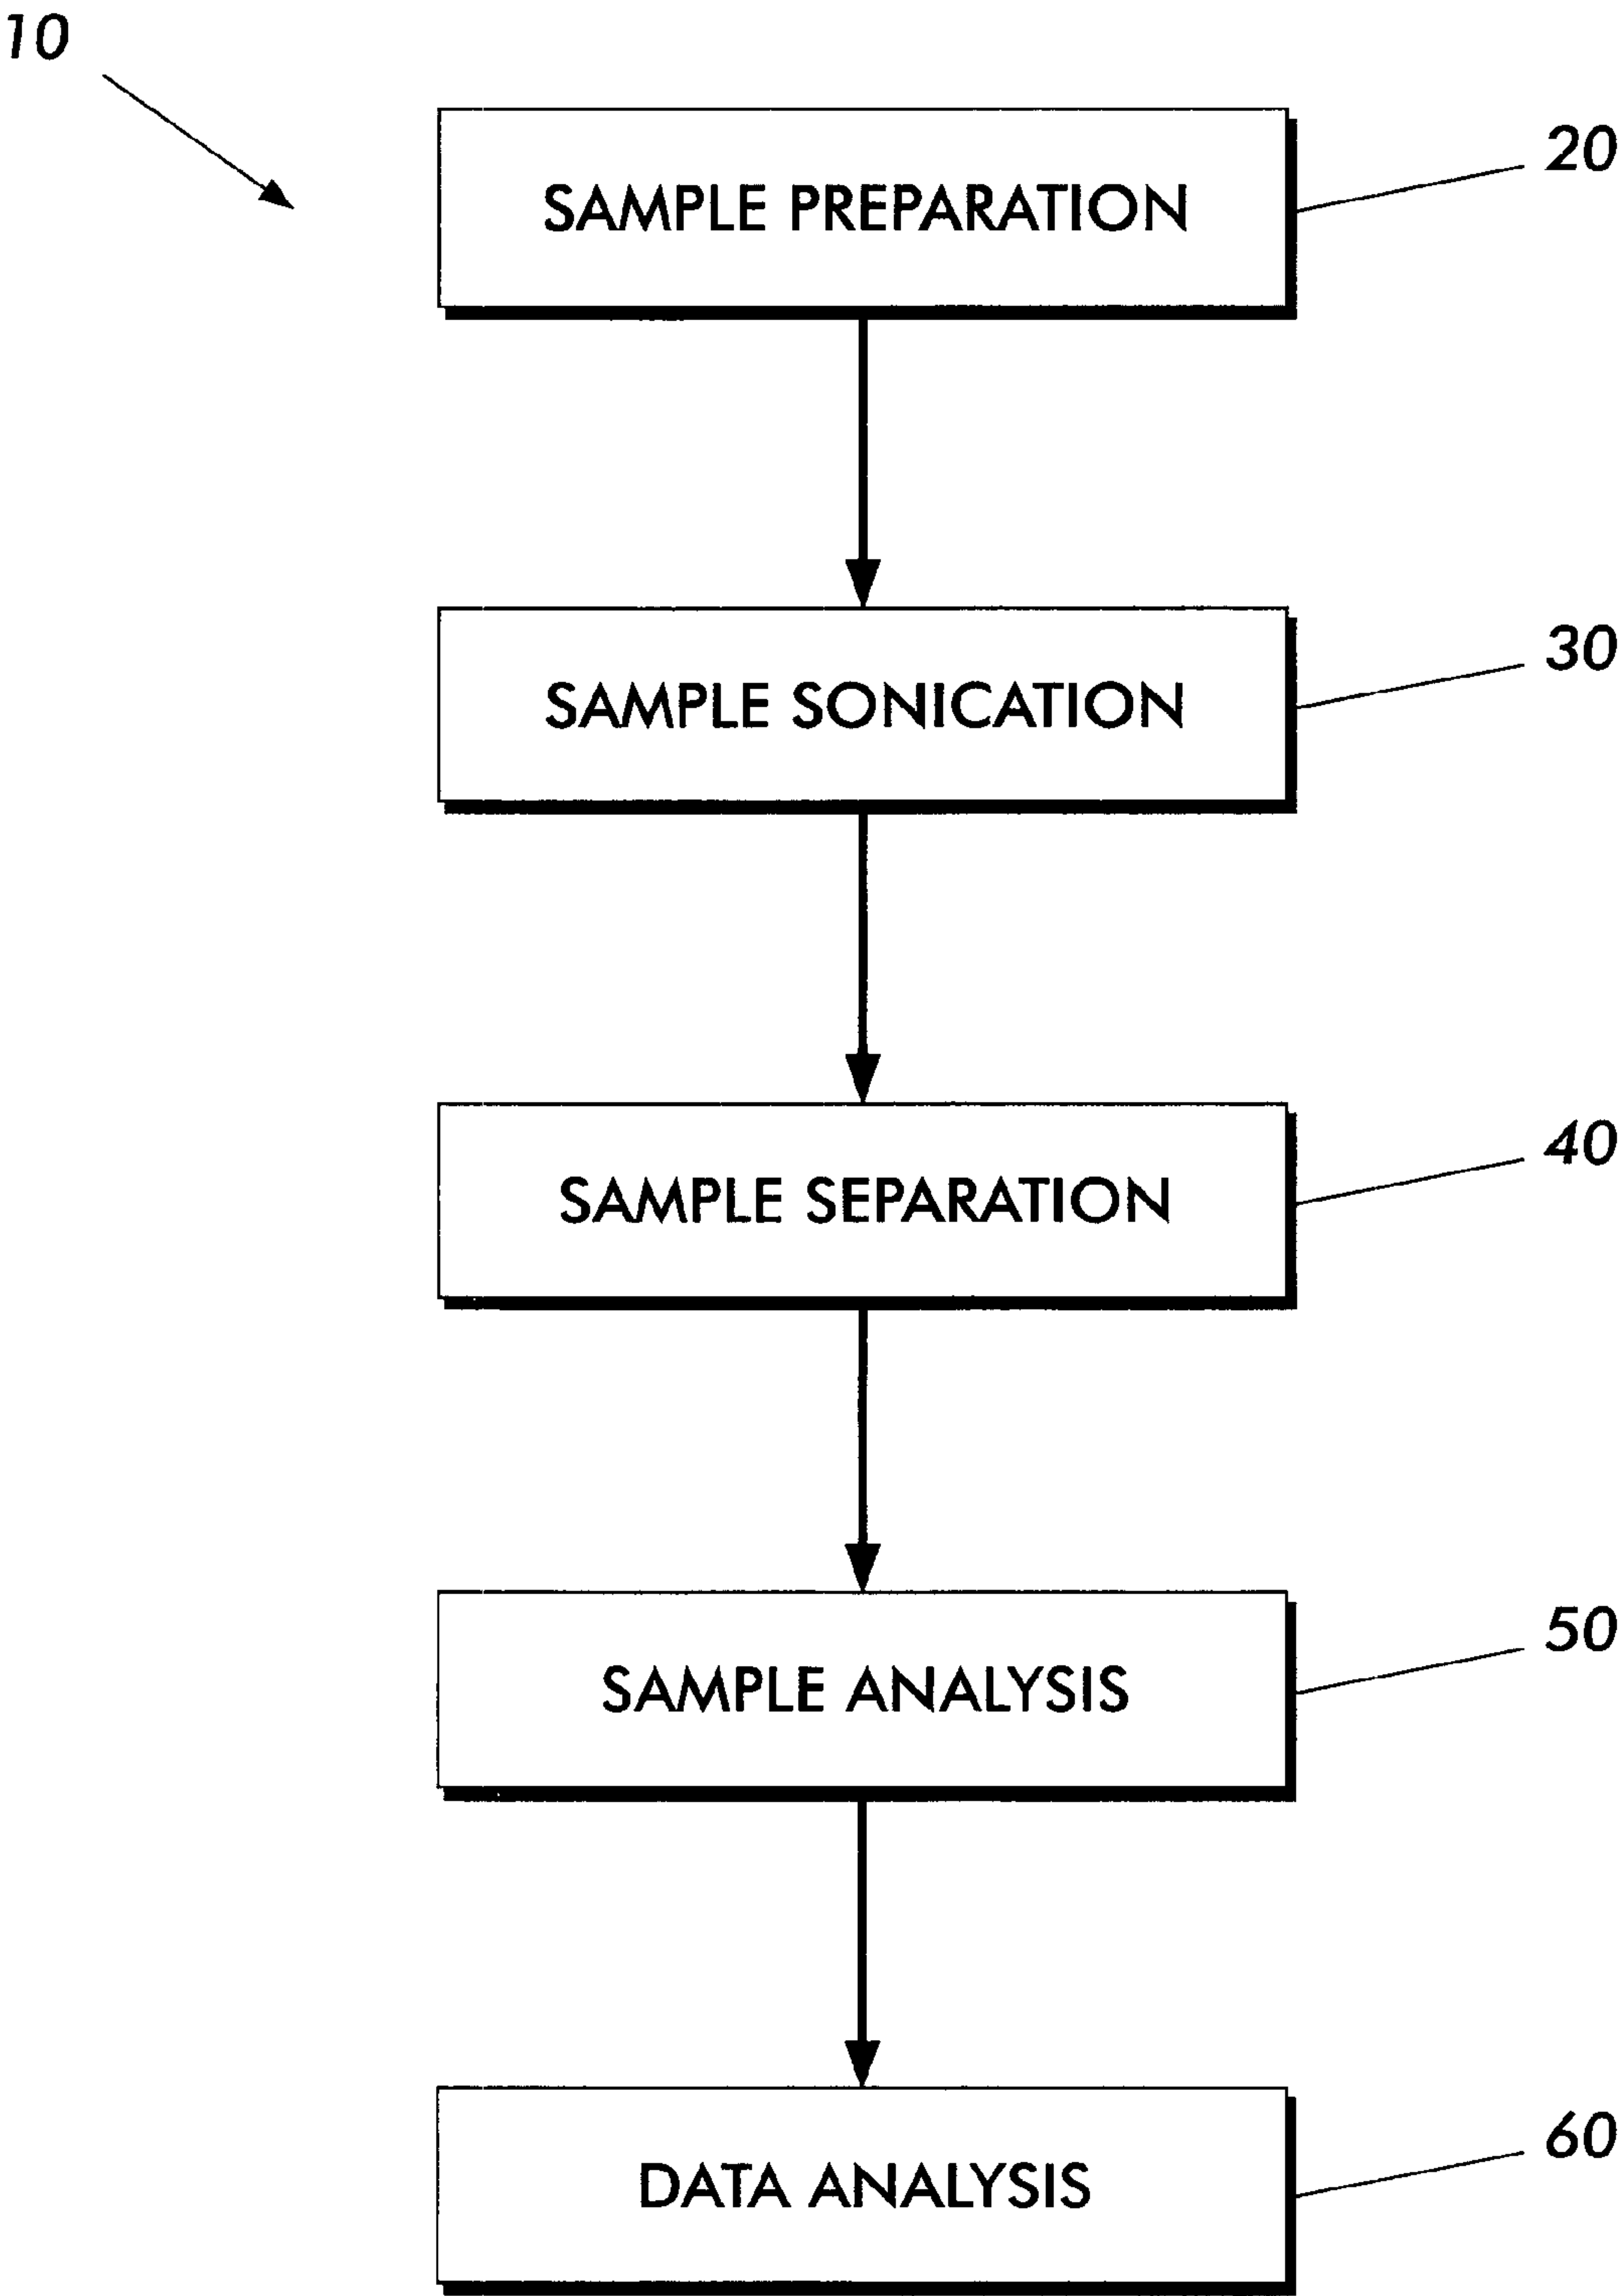 10
SAMPLE PREPARATION
20
SAMPLE SONICATION
30
SAMPLE SEPARATION
40
SAMPLE ANALYSIS
50
DATA ANALYSIS
60